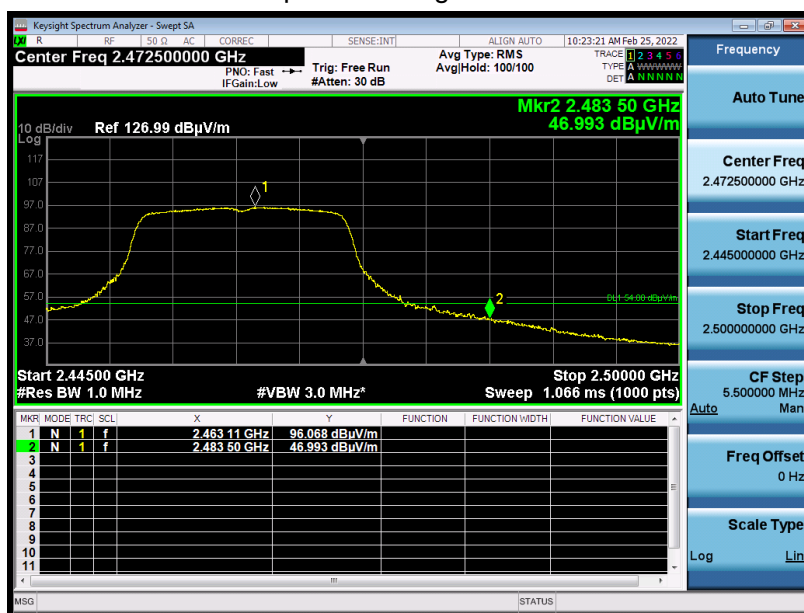 Keysight Spectrum Analyzer - Swept SA
LXI R RF 50 Ω AC CORREC SENSE:INT ALIGN AUTO 10:23:21 AM Feb 25, 2022
Center Freq 2.472500000 GHz
PNO: Fast
IFGain:Low
Trig: Free Run
#Atten: 30 dB
Avg Type: RMS
Avg|Hold: 100/100
TRACE 1 2 3 4 5 6
TYPE A WWWWW
DET A N N N N N
Mkr2 2.483 50 GHz
46.993 dBµV/m
10 dB/div Ref 126.99 dBµV/m
Log
117
107
97.0
87.0
77.0
67.0
57.0
47.0
37.0
1
2
DL1 54.00 dBµV/m
Start 2.44500 GHz Stop 2.50000 GHz
#Res BW 1.0 MHz #VBW 3.0 MHz* Sweep 1.066 ms (1000 pts)
MKR MODE TRC SCL X Y FUNCTION FUNCTION WIDTH FUNCTION VALUE
1 N 1 f 2.463 11 GHz 96.068 dBµV/m
2 N 1 f 2.483 50 GHz 46.993 dBµV/m
3
4
5
6
7
8
9
10
11
MSG STATUS
Frequency
Auto Tune
Center Freq
2.472500000 GHz
Start Freq
2.445000000 GHz
Stop Freq
2.500000000 GHz
CF Step
5.500000 MHz
Auto Man
Freq Offset
0 Hz
Scale Type
Log Lin